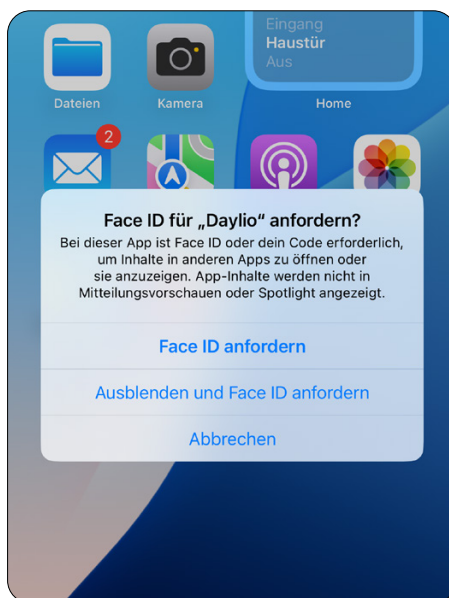 Eingang
Haustür
Aus
Dateien
Kamera
Home
2
Face ID für „Daylio“ anfordern?
Bei dieser App ist Face ID oder dein Code erforderlich,
um Inhalte in anderen Apps zu öffnen oder
sie anzuzeigen. App-Inhalte werden nicht in
Mitteilungsvorschauen oder Spotlight angezeigt.
Face ID anfordern
Ausblenden und Face ID anfordern
Abbrechen